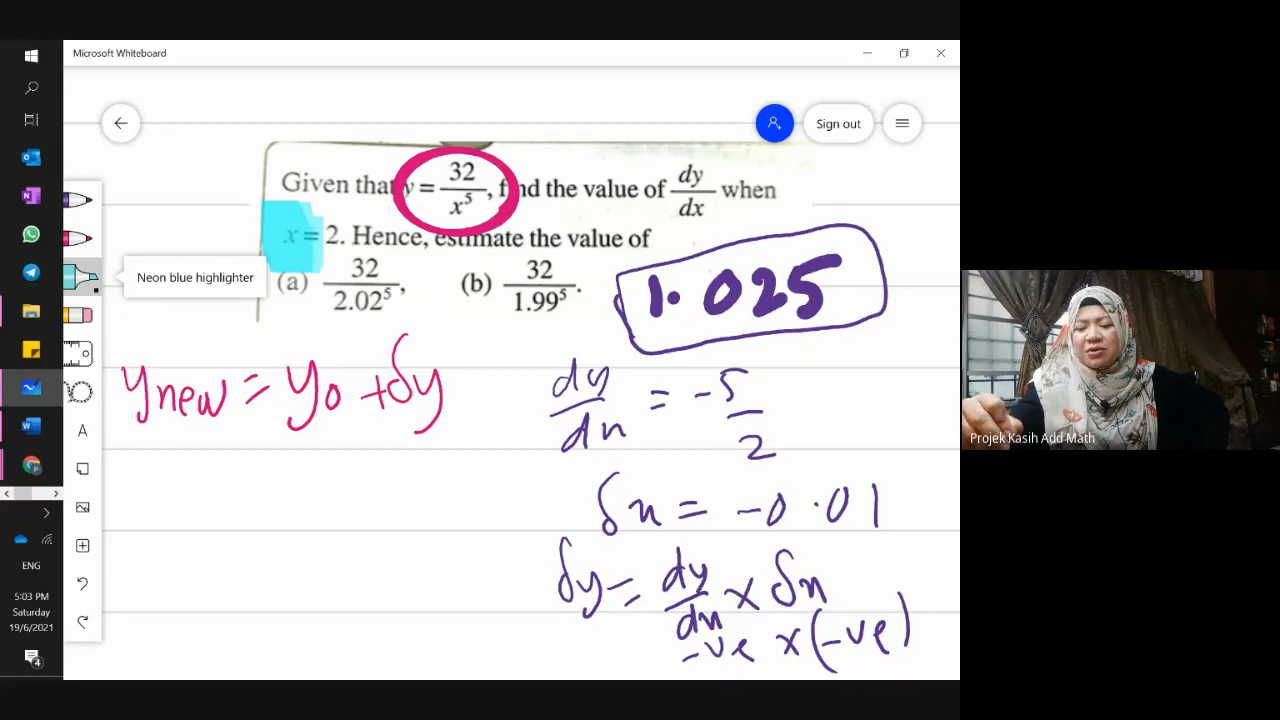 Microsoft Whiteboard
Sign out
Given that y = 32/x⁵, find the value of dy/dx when
x = 2. Hence, estimate the value of
(a) 32/2.02⁵, (b) 32/1.99⁵.
Neon blue highlighter
1.025
ynew = y0 + δy
dy/dx = -5/2
δx = -0.01
δy = dy/dx × δx
-ve × (-ve)
A
ENG
5:03 PM
Saturday
19/6/2021
4
Projek Kasih Add Math